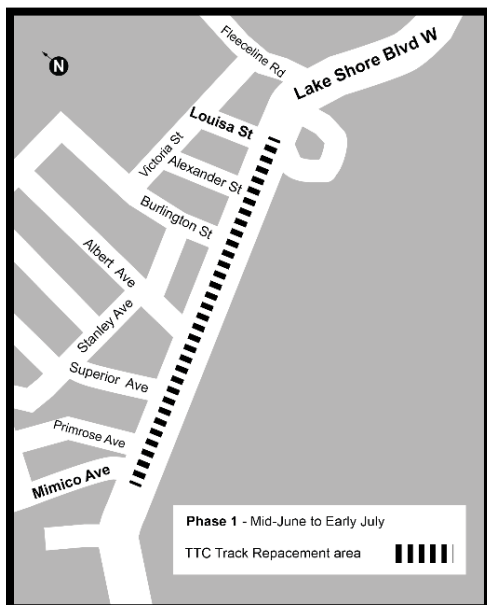 Fleeceline Rd
Lake Shore Blvd W
N
Louisa St
Victoria St
Alexander St
Burlington St
Albert Ave
Stanley Ave
Superior Ave
Primrose Ave
Mimico Ave
Phase 1 - Mid-June to Early July
TTC Track Repacement area